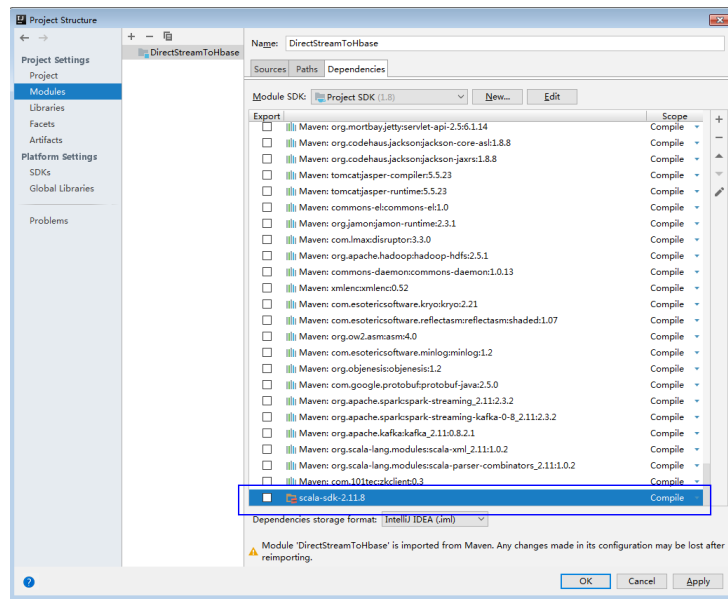 Project Structure
Project Settings
Project
Modules
Libraries
Facets
Artifacts
Platform Settings
SDKs
Global Libraries
Problems
DirectStreamToHbase
Name: DirectStreamToHbase
Sources Paths Dependencies
Module SDK: Project SDK (1.8) New... Edit
Export Scope
Maven: org.mortbay.jetty:servlet-api-2.5:6.1.14 Compile
Maven: org.codehaus.jackson:jackson-core-asl:1.8.8 Compile
Maven: org.codehaus.jackson:jackson-jaxrs:1.8.8 Compile
Maven: tomcat:jasper-compiler:5.5.23 Compile
Maven: tomcat:jasper-runtime:5.5.23 Compile
Maven: commons-el:commons-el:1.0 Compile
Maven: org.jamon:jamon-runtime:2.3.1 Compile
Maven: com.lmax:disruptor:3.3.0 Compile
Maven: org.apache.hadoop:hadoop-hdfs:2.5.1 Compile
Maven: commons-daemon:commons-daemon:1.0.13 Compile
Maven: xmlenc:xmlenc:0.52 Compile
Maven: com.esotericsoftware.kryo:kryo:2.21 Compile
Maven: com.esotericsoftware.reflectasm:reflectasm:shaded:1.07 Compile
Maven: org.ow2.asm:asm:4.0 Compile
Maven: com.esotericsoftware.minlog:minlog:1.2 Compile
Maven: org.objenesis:objenesis:1.2 Compile
Maven: com.google.protobuf:protobuf-java:2.5.0 Compile
Maven: org.apache.spark:spark-streaming_2.11:2.3.2 Compile
Maven: org.apache.spark:spark-streaming-kafka-0-8_2.11:2.3.2 Compile
Maven: org.apache.kafka:kafka_2.11:0.8.2.1 Compile
Maven: org.scala-lang.modules:scala-xml_2.11:1.0.2 Compile
Maven: org.scala-lang.modules:scala-parser-combinators_2.11:1.0.2 Compile
Maven: com.101tec:zkclient:0.3 Compile
scala-sdk-2.11.8 Compile
Dependencies storage format: IntelliJ IDEA (.iml)
Module 'DirectStreamToHbase' is imported from Maven. Any changes made in its configuration may be lost after
reimporting.
? OK Cancel Apply